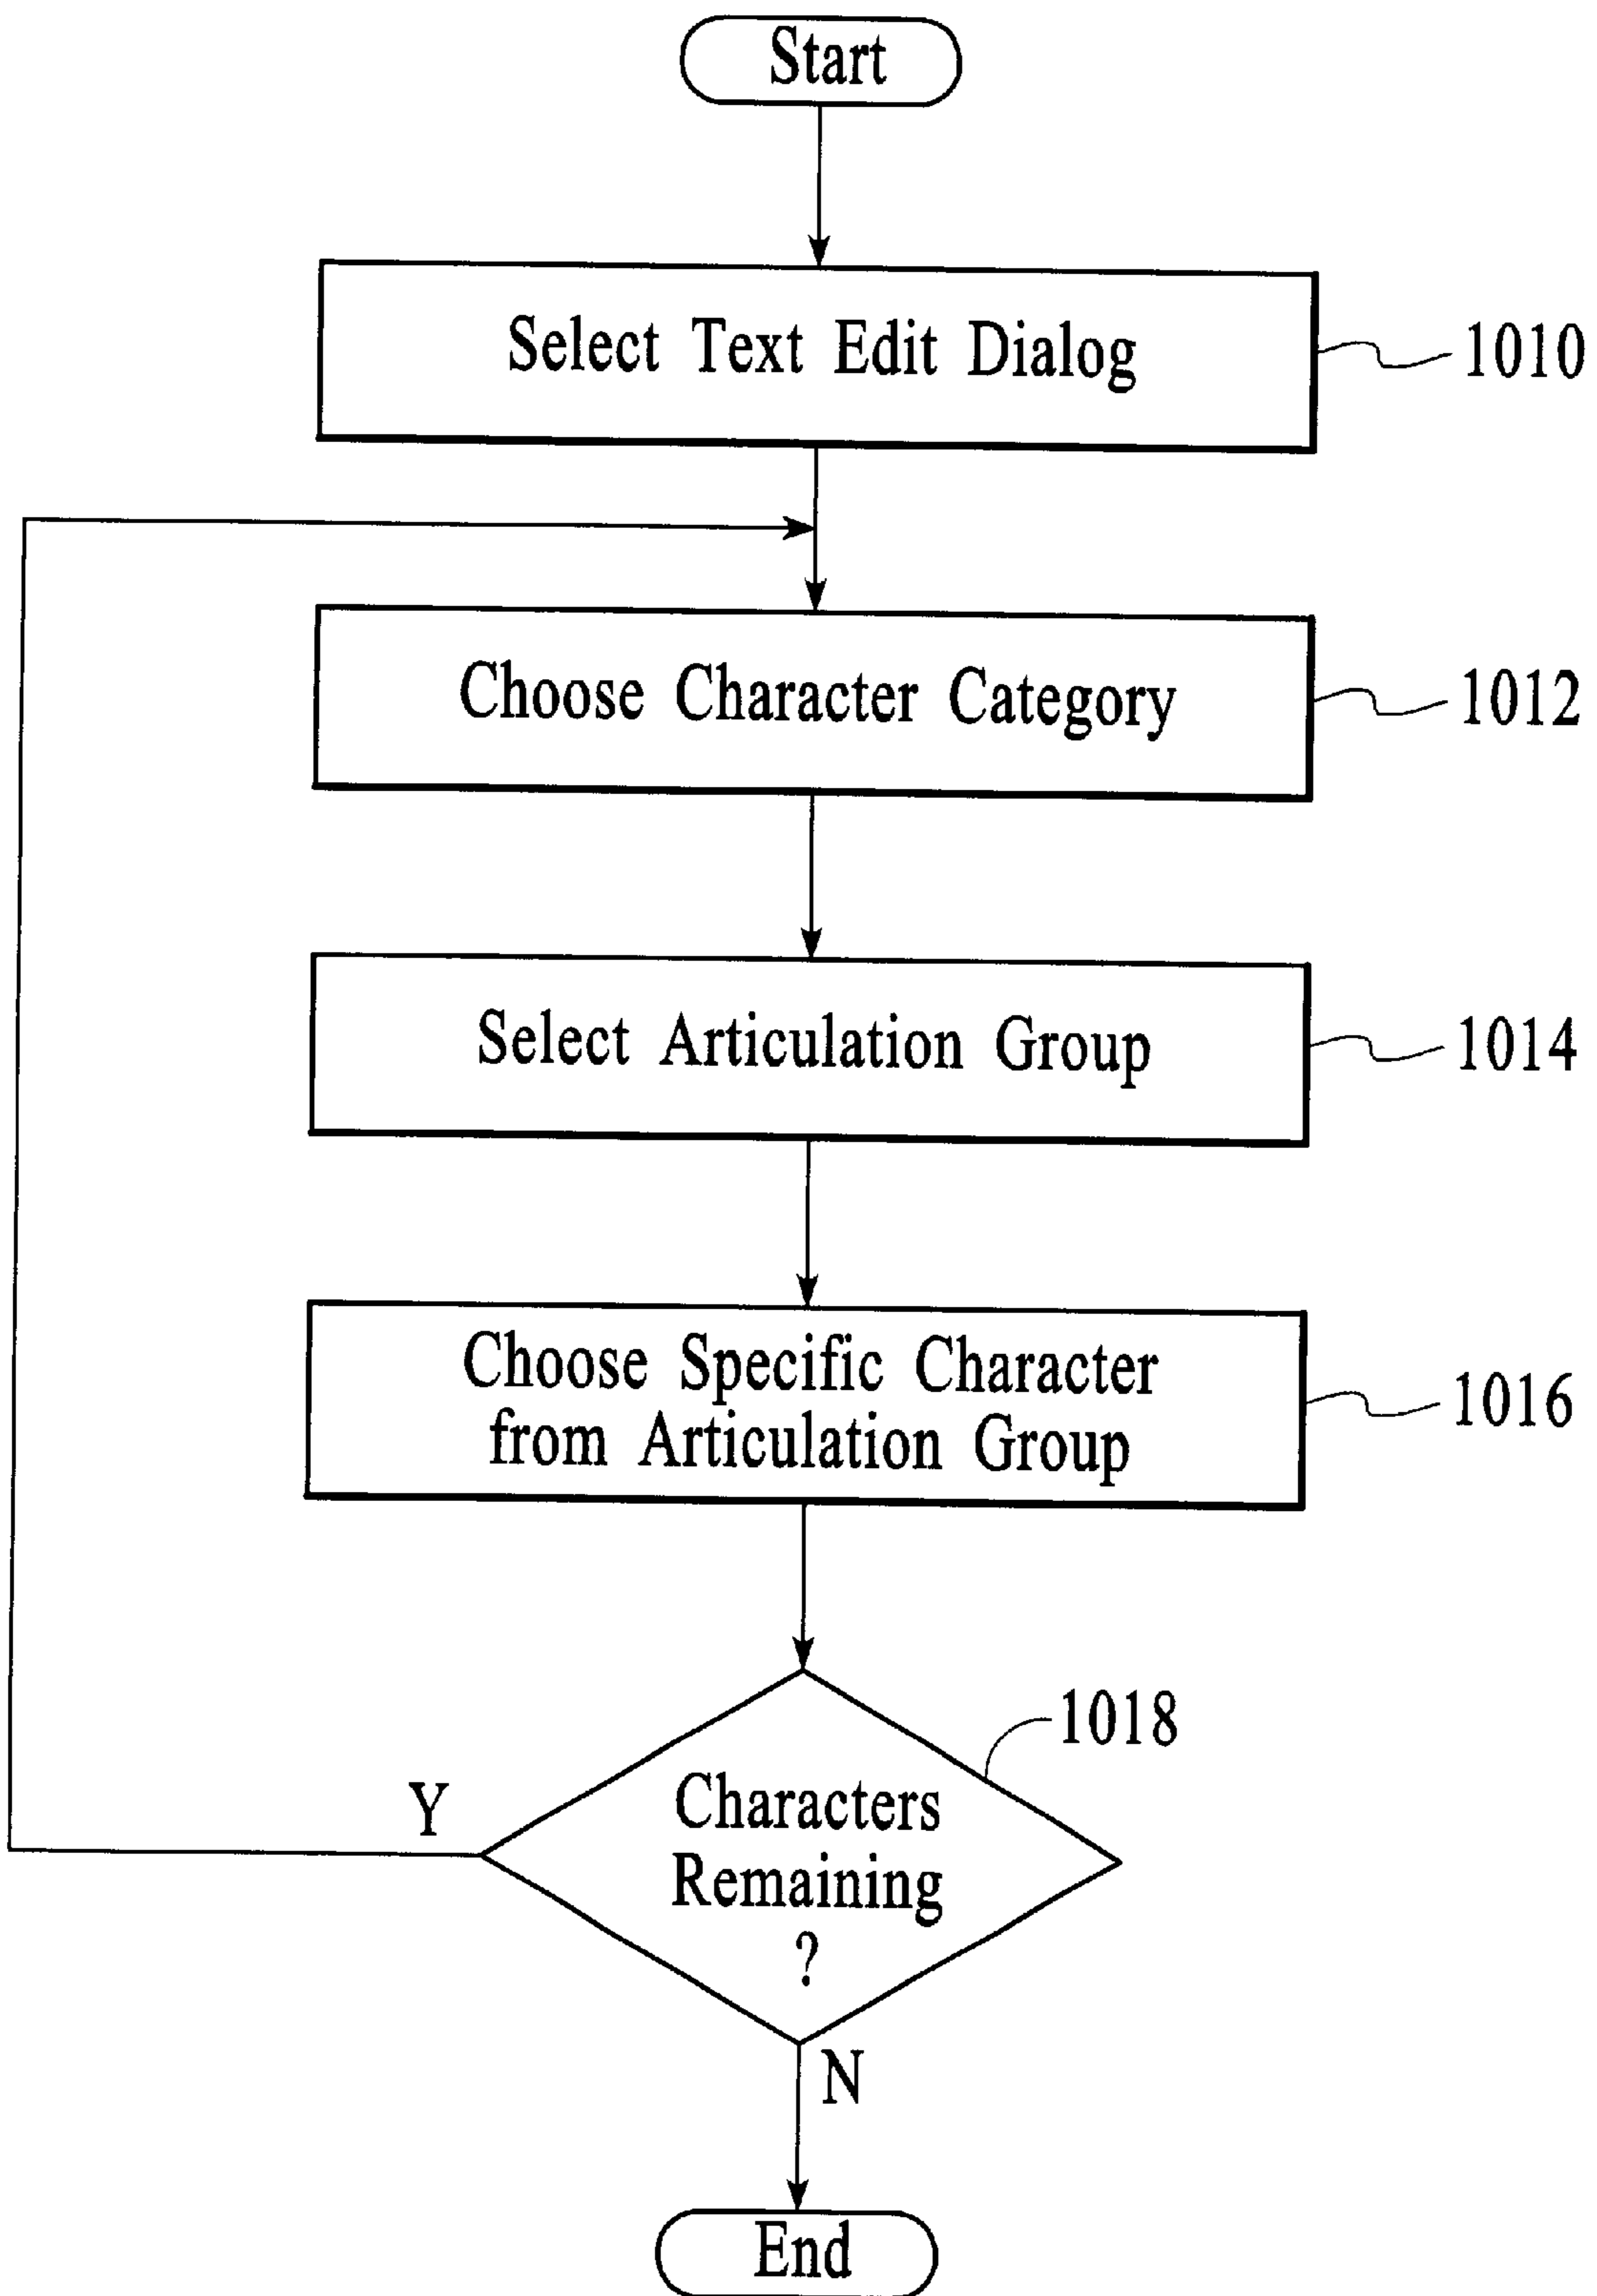 Start
Select Text Edit Dialog
1010
Choose Character Category
1012
Select Articulation Group
1014
Choose Specific Character
from Articulation Group
1016
1018
Characters
Remaining
?
Y
N
End